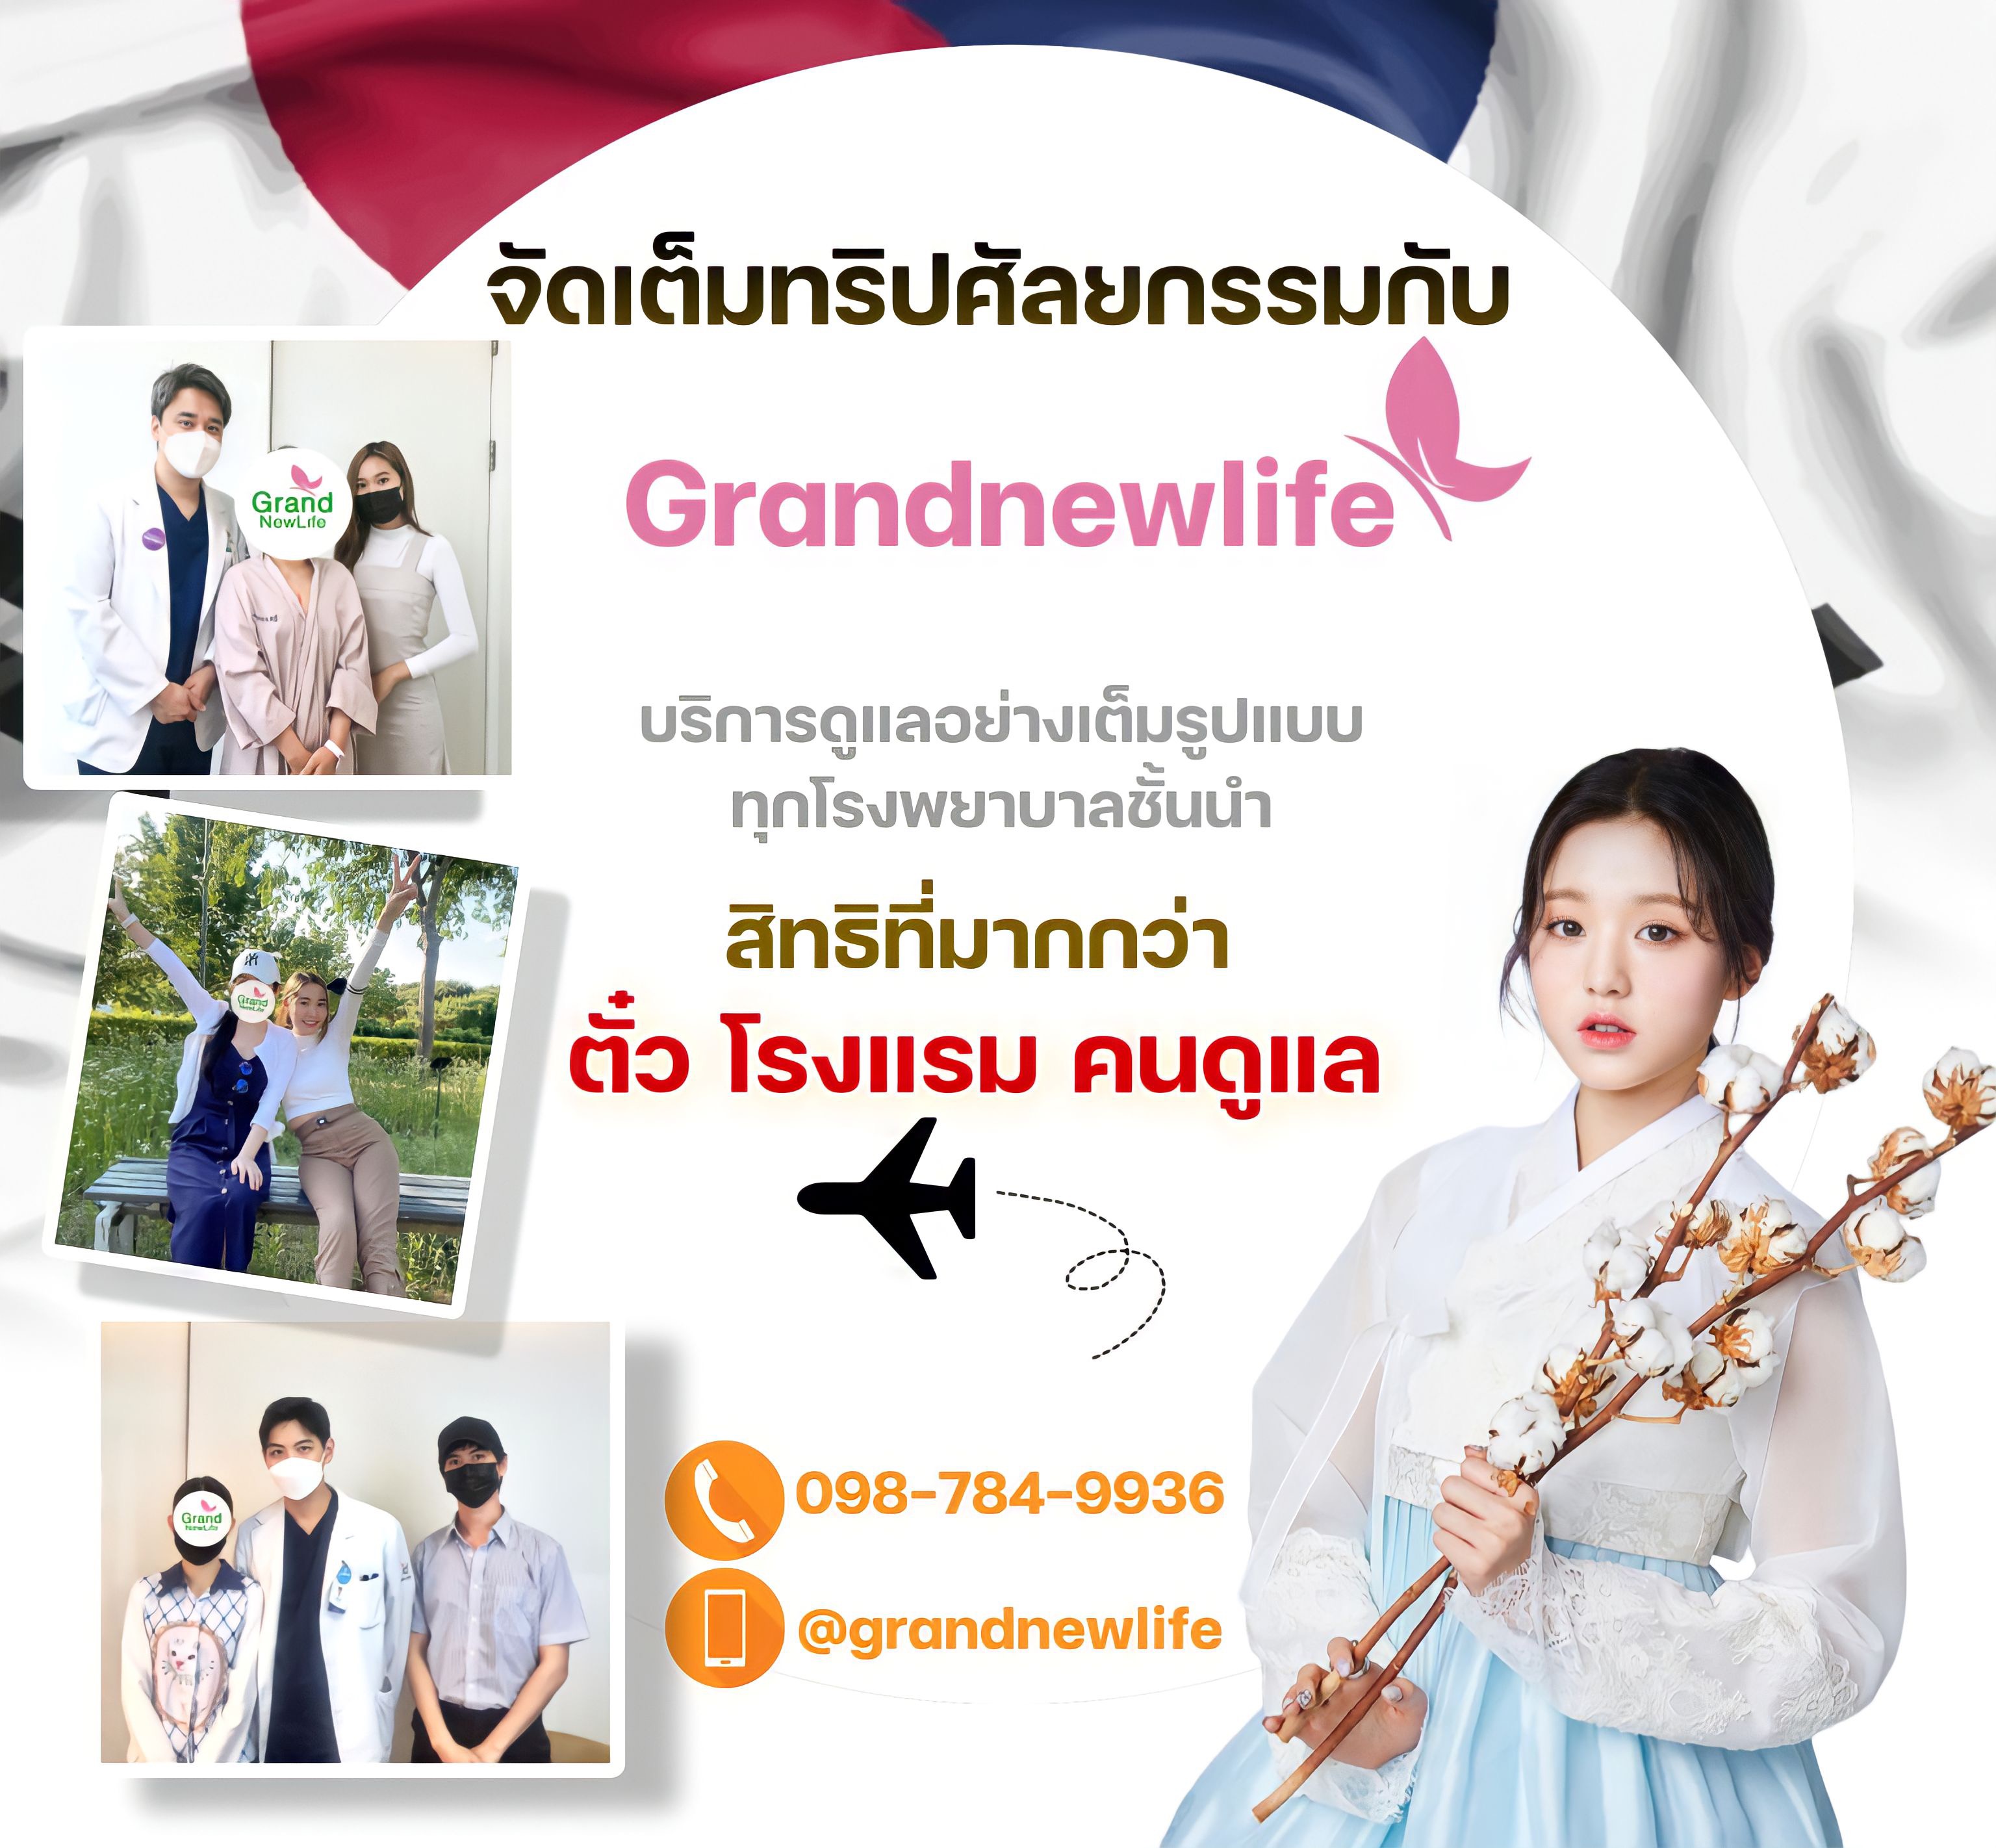 จัดเต็มทริปศัลยกรรมกับ
Grandnewlife
Grand
NewLife
บริการดูแลอย่างเต็มรูปแบบ
ทุกโรงพยาบาลชั้นนำ
สิทธิที่มากกว่า
ตั๋ว โรงแรม คนดูแล
Grand
NewLife
098-784-9936
Grand
NewLife
@grandnewlife